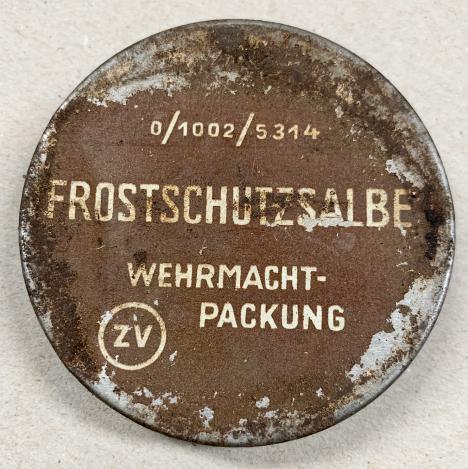 0/1002/5314
FROSTSCHUTZSALBE
WEHRMACHT-
PACKUNG
ZV